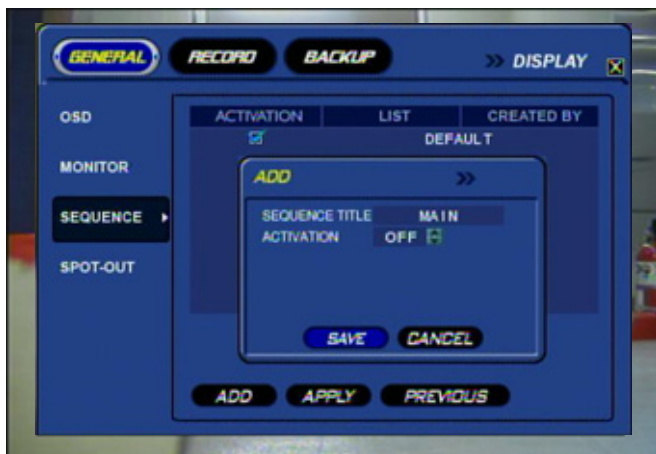 GENERAL RECORD BACKUP >> DISPLAY
OSD
MONITOR
SEQUENCE
SPOT-OUT
ACTIVATION LIST CREATED BY
DEFAULT
ADD >>
SEQUENCE TITLE MAIN
ACTIVATION OFF
SAVE CANCEL
ADD APPLY PREVIOUS